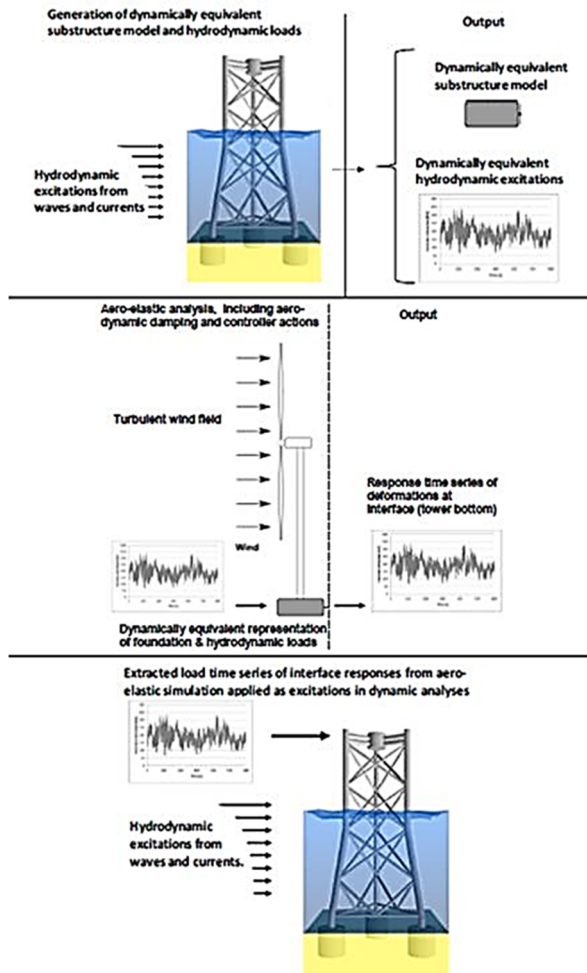 Generation of dynamically equivalent
substructure model and hydrodynamic loads
Output
Dynamically equivalent
substructure model
Hydrodynamic
excitations from
waves and currents
Dynamically equivalent
hydrodynamic excitations
Aero-elastic analysis, including aero-
dynamic damping and controller actions
Output
Turbulent wind field
Response time series of
deformations at
interface (tower bottom)
Wind
Dynamically equivalent representation
of foundation & hydrodynamic loads
Extracted load time series of interface responses from aero-
elastic simulation applied as excitations in dynamic analyses
Hydrodynamic
excitations from
waves and currents.